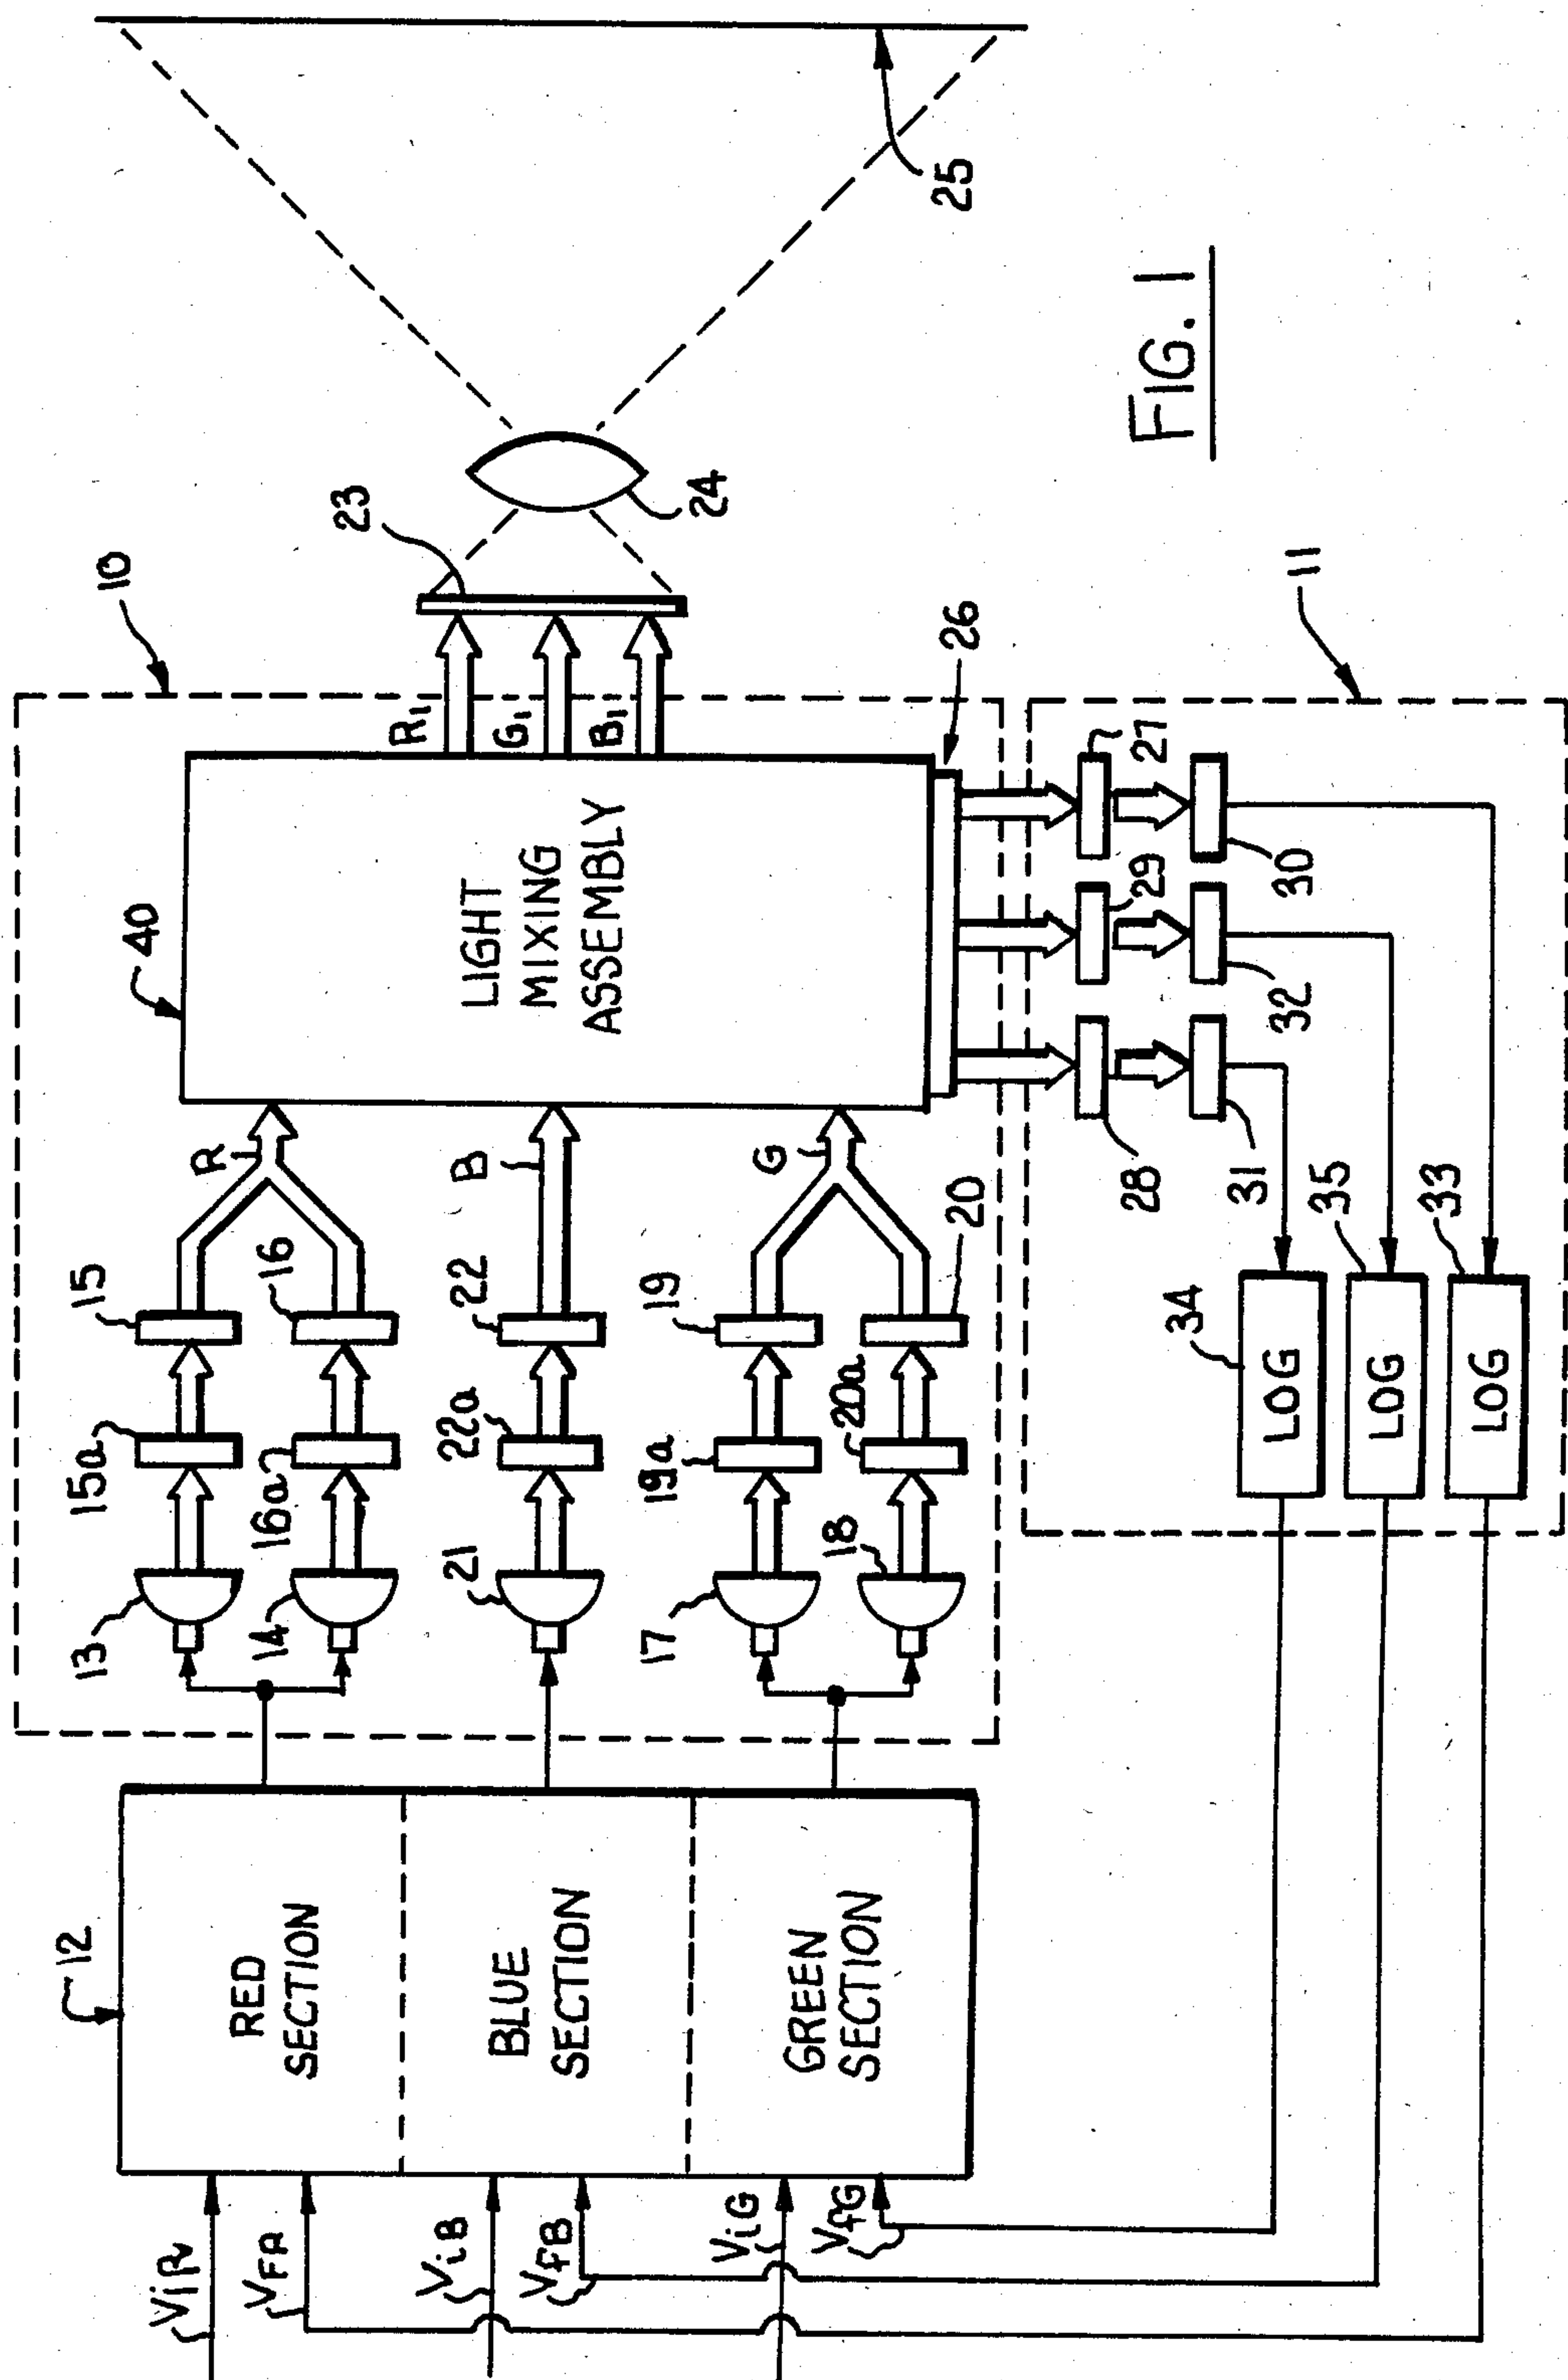 12
RED
SECTION
BLUE
SECTION
GREEN
SECTION
ViR
VFR
ViB
VFB
ViG
VfG
10
13
14
15a
16a
15
16
R
21
22a
22
B
17
18
19a
20a
19
20
G
40
LIGHT
MIXING
ASSEMBLY
R1
G1
B1
23
24
25
26
11
27
29
28
30
32
31
34
35
33
LOG
LOG
LOG
FIG. 1